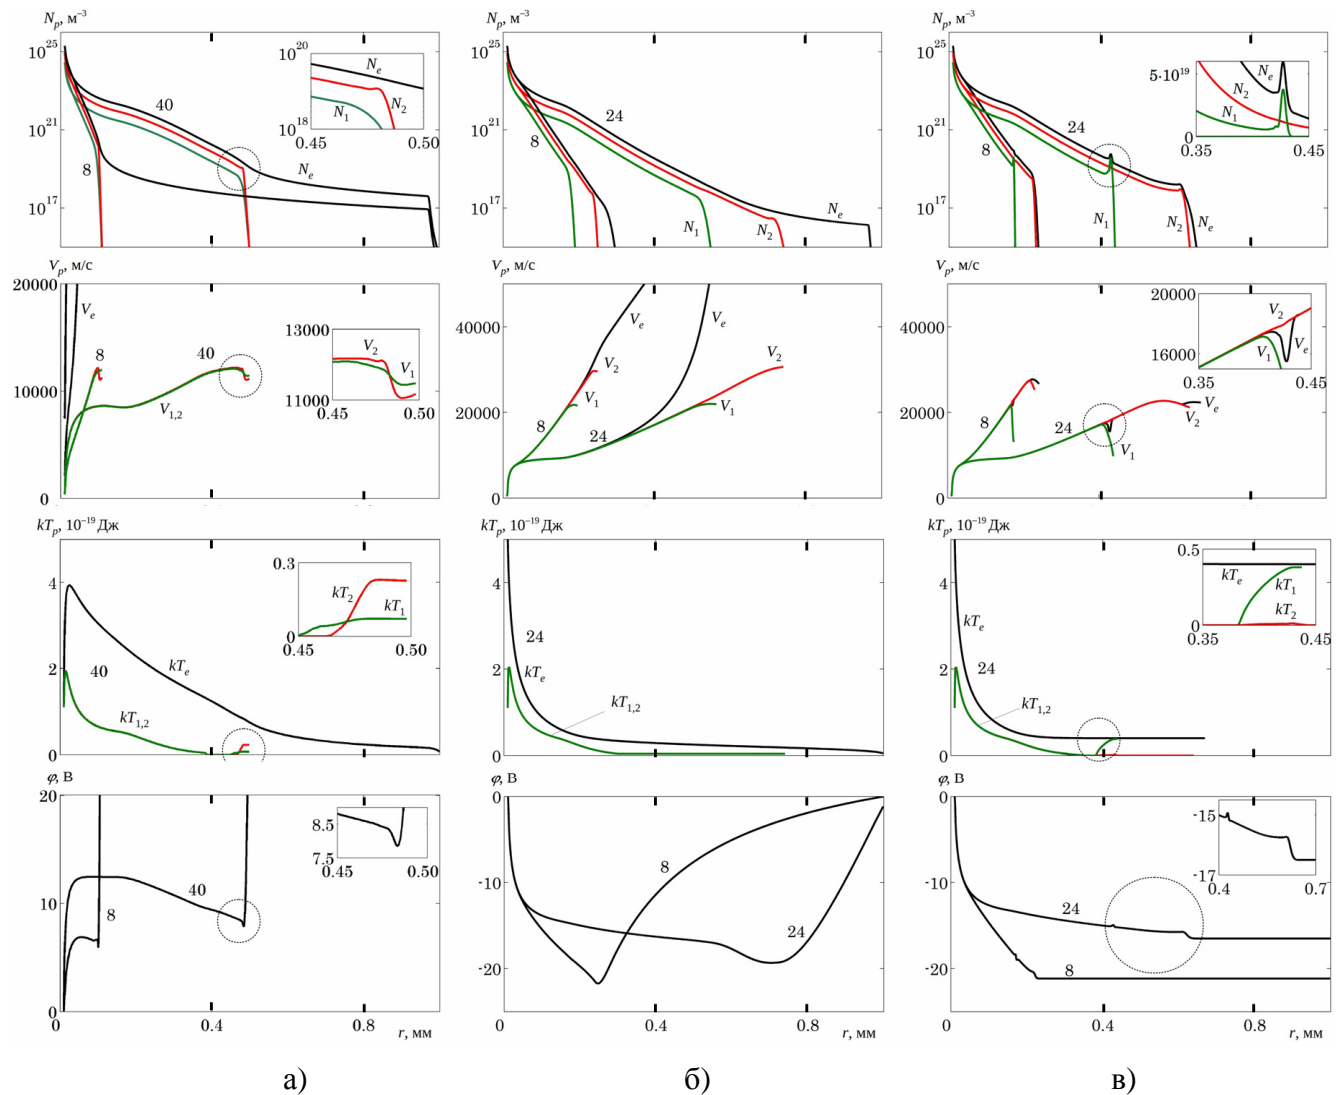 N_p, м⁻³
10²⁵
10²¹
10¹⁷
40
8
N_e
10²⁰
10¹⁸
N_e
N_2
N_1
0.45
0.50
N_p, м⁻³
10²⁵
10²¹
10¹⁷
24
8
N_1
N_2
N_e
N_p, м⁻³
10²⁵
10²¹
10¹⁷
24
8
N_1
N_2
N_e
5·10¹⁹
0
N_e
N_2
N_1
0.35
0.45
V_p, м/с
20000
10000
0
V_e
8
40
V_1,2
13000
11000
V_2
V_1
0.45
0.50
V_p, м/с
40000
20000
0
V_e
V_e
V_2
V_2
V_1
V_1
8
24
V_p, м/с
40000
20000
0
8
24
V_1
V_e
V_2
20000
16000
V_2
V_1
V_e
0.35
0.45
kT_p, 10⁻¹⁹ Дж
4
2
0
40
kT_e
kT_1,2
0.3
0
kT_2
kT_1
0.45
0.50
kT_p, 10⁻¹⁹ Дж
4
2
0
24
kT_e
kT_1,2
kT_p, 10⁻¹⁹ Дж
4
2
0
kT_e
24
kT_1,2
0.5
0
kT_e
kT_1
kT_2
0.35
0.45
φ, В
20
10
0
8
40
8.5
7.5
0.45
0.50
0
0.4
0.8
r, мм
φ, В
0
-10
-20
8
24
0
0.4
0.8
r, мм
φ, В
0
-10
-20
24
8
-15
-17
0.4
0.7
0
0.4
0.8
r, мм
а)
б)
в)